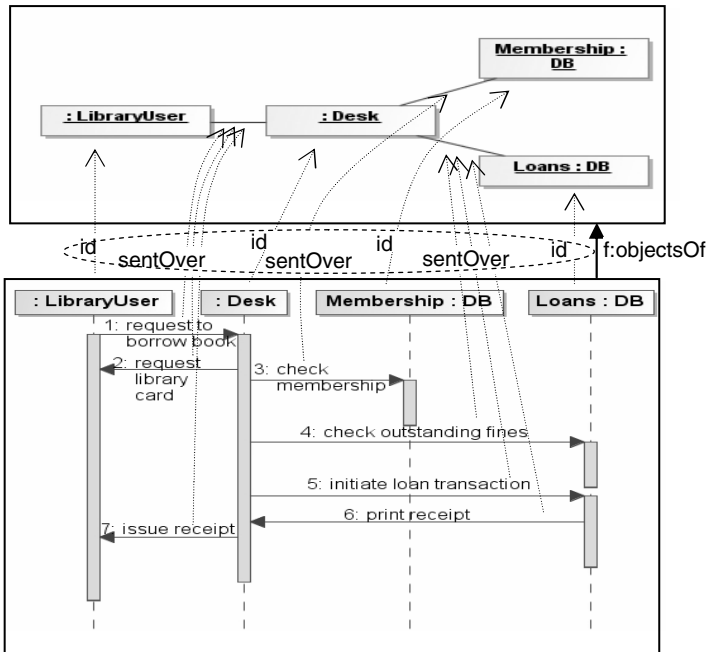 Membership :
DB
: LibraryUser
: Desk
Loans : DB
id
sentOver
id
sentOver
id
sentOver
id
f:objectsOf
: LibraryUser
: Desk
Membership : DB
Loans : DB
1: request to
borrow book
2: request
library
card
3: check
membership
4: check outstanding fines
5: initiate loan transaction
6: print receipt
7: issue receipt